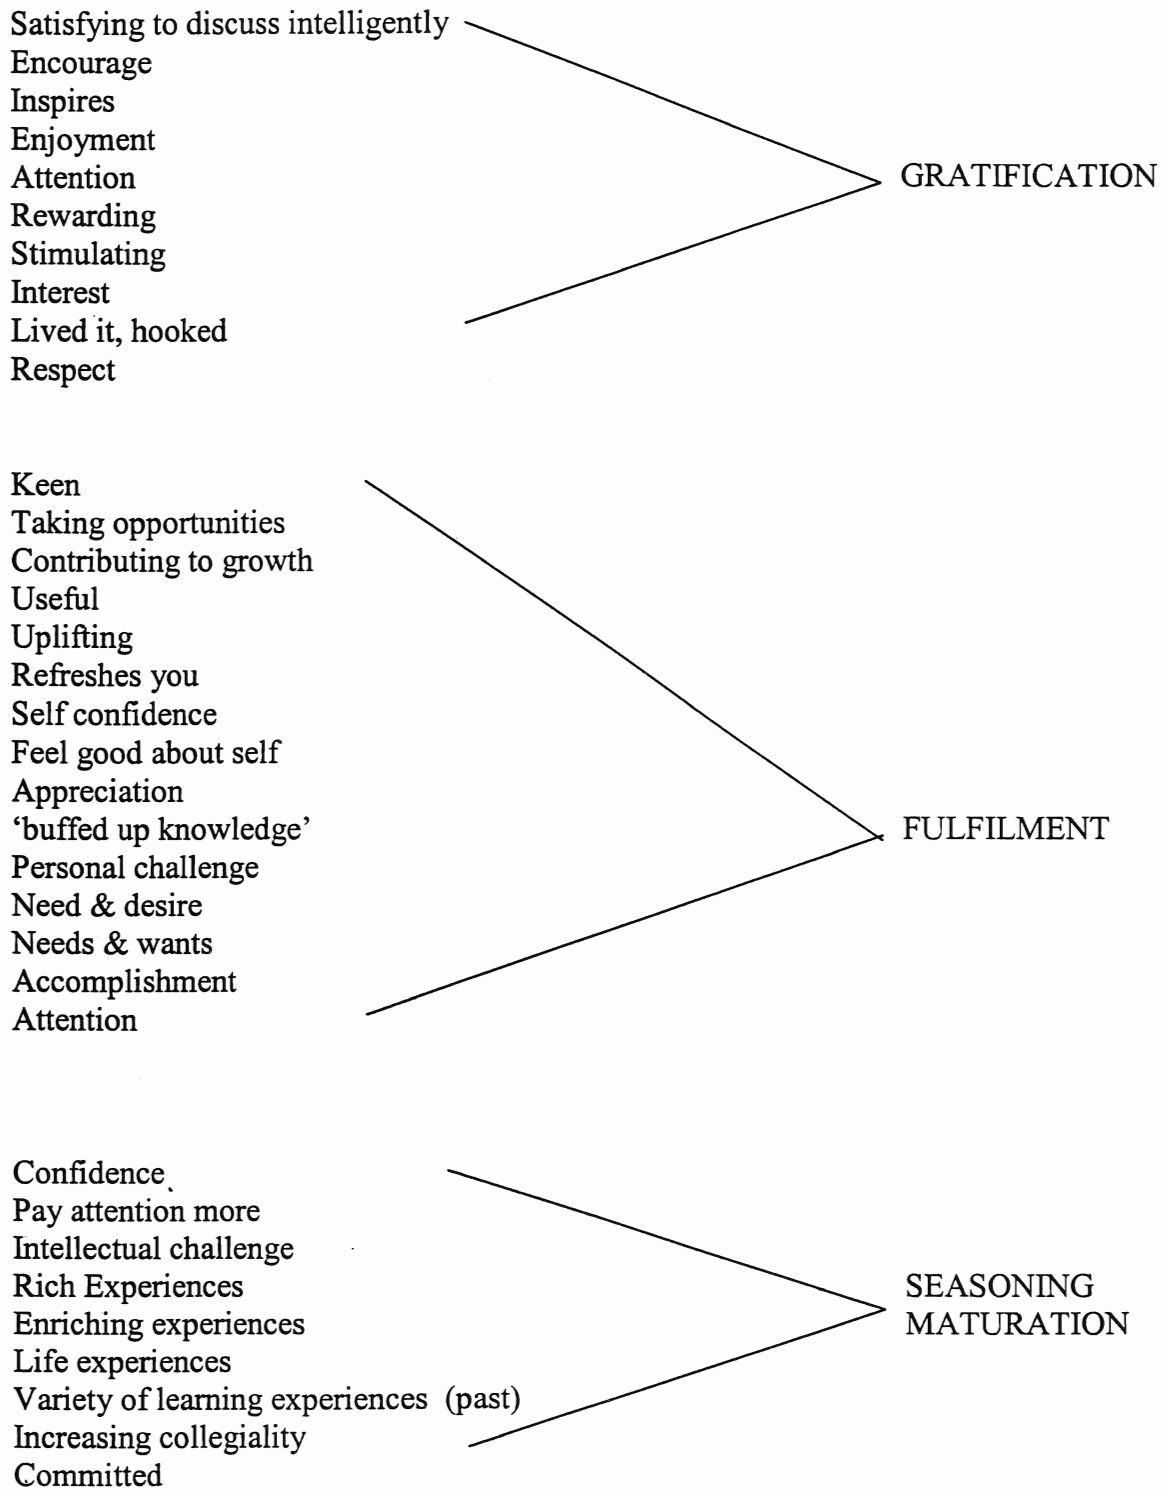 Satisfying to discuss intelligently
Encourage
Inspires
Enjoyment
Attention
Rewarding
Stimulating
Interest
Lived it, hooked
Respect
GRATIFICATION
Keen
Taking opportunities
Contributing to growth
Useful
Uplifting
Refreshes you
Self confidence
Feel good about self
Appreciation
‘buffed up knowledge’
Personal challenge
Need & desire
Needs & wants
Accomplishment
Attention
FULFILMENT
Confidence
Pay attention more
Intellectual challenge
Rich Experiences
Enriching experiences
Life experiences
Variety of learning experiences (past)
Increasing collegiality
Committed
SEASONING
MATURATION